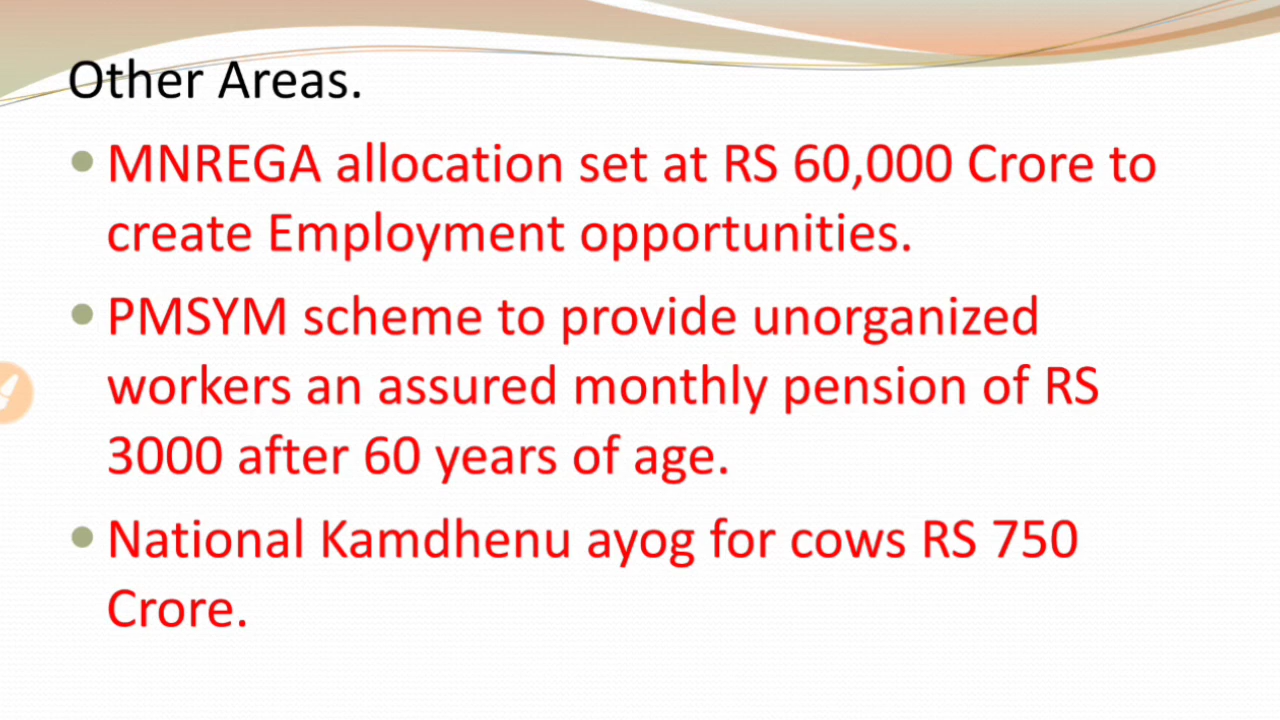 Other Areas.
MNREGA allocation set at RS 60,000 Crore to
create Employment opportunities.
PMSYM scheme to provide unorganized
workers an assured monthly pension of RS
3000 after 60 years of age.
National Kamdhenu ayog for cows RS 750
Crore.